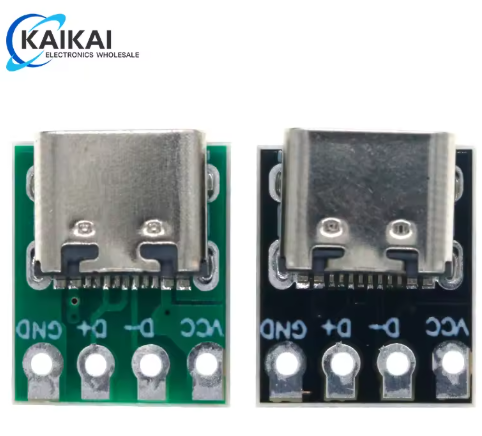 KAIKAI
ELECTRONICS WHOLESALE
GND D+ D- VCC
GND D+ D- VCC